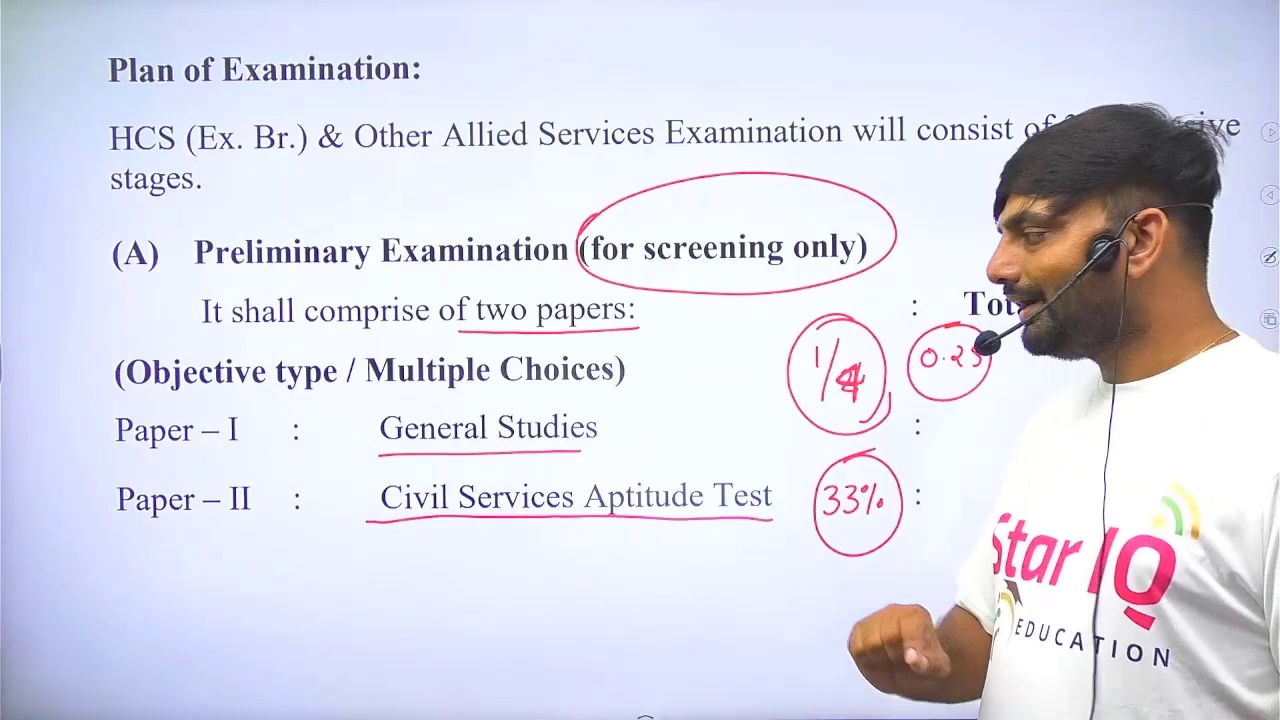 Plan of Examination:
HCS (Ex. Br.) & Other Allied Services Examination will consist of
stages.
(A) Preliminary Examination (for screening only)
It shall comprise of two papers: :
(Objective type / Multiple Choices) 1/4 0.25
Paper – I : General Studies :
Paper – II : Civil Services Aptitude Test 33% :
Star IQ
EDUCATION